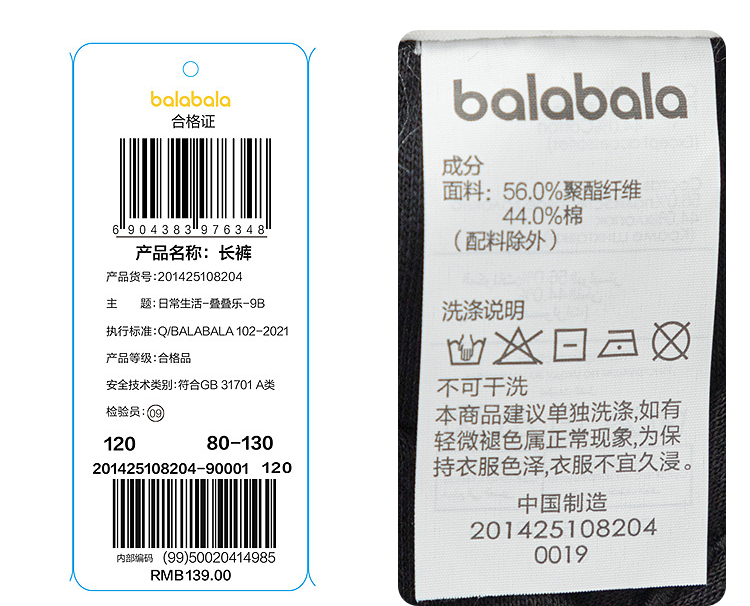 balabala
合格证
6 904383 976348
产品名称：长裤
产品货号：201425108204
主 题：日常生活-叠叠乐-9B
执行标准：Q/BALABALA 102-2021
产品等级：合格品
安全技术类别：符合GB 31701 A类
检验员：09
120 80-130
201425108204-90001 120
内部编码 (99)50020414985
RMB139.00
balabala
成分
面料：56.0%聚酯纤维
44.0%棉
（配料除外）
洗涤说明
不可干洗
本商品建议单独洗涤,如有
轻微褪色属正常现象,为保
持衣服色泽,衣服不宜久浸。
中国制造
201425108204
0019